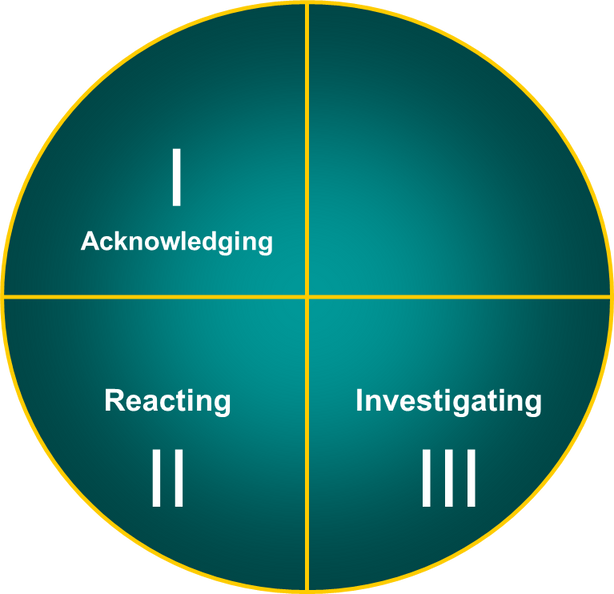 I
Acknowledging
Reacting
II
Investigating
III